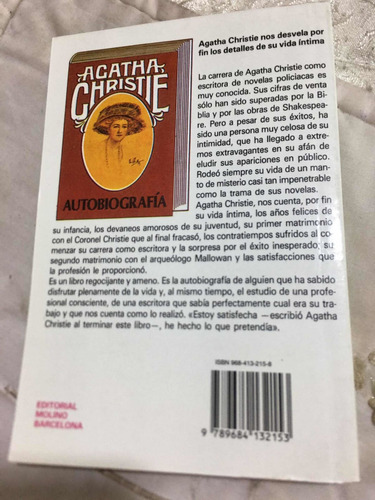 Agatha Christie nos desvela por
fin los detalles de su vida íntima
AGATHA
CHRISTIE
AUTOBIOGRAFÍA
La carrera de Agatha Christie como
escritora de novelas policiacas es
muy conocida. Sus cifras de venta
sólo han sido superadas por la Bi-
blia y por las obras de Shakespea-
re. Pero a pesar de sus éxitos, ha
sido una persona muy celosa de su
intimidad, que ha llegado a extre-
mos extravagantes en su afán de
eludir sus apariciones en público.
Rodeó siempre su vida de un man-
to de misterio casi tan impenetrable
como la trama de sus novelas.
Agatha Christie, nos cuenta, por fin
su vida íntima, los años felices de
su infancia, los devaneos amorosos de su juventud, su primer matrimonio
con el Coronel Christie que al final fracasó, los contratiempos sufridos al co-
menzar su carrera como escritora y la sorpresa por el éxito inesperado; su
segundo matrimonio con el arqueólogo Mallowan y las satisfacciones que
la profesión le proporcionó.
Es un libro regocijante y ameno. Es la autobiografía de alguien que ha sabido
disfrutar plenamente de la vida y, al mismo tiempo, el estudio de una profe-
sional consciente, de una escritora que sabía perfectamente cual era su tra-
bajo y que nos cuenta como lo realizó. «Estoy satisfecha —escribió Agatha
Christie al terminar este libro—, he hecho lo que pretendía».
ISBN 968-413-215-8
EDITORIAL
MOLINO
BARCELONA
9 789684 132153